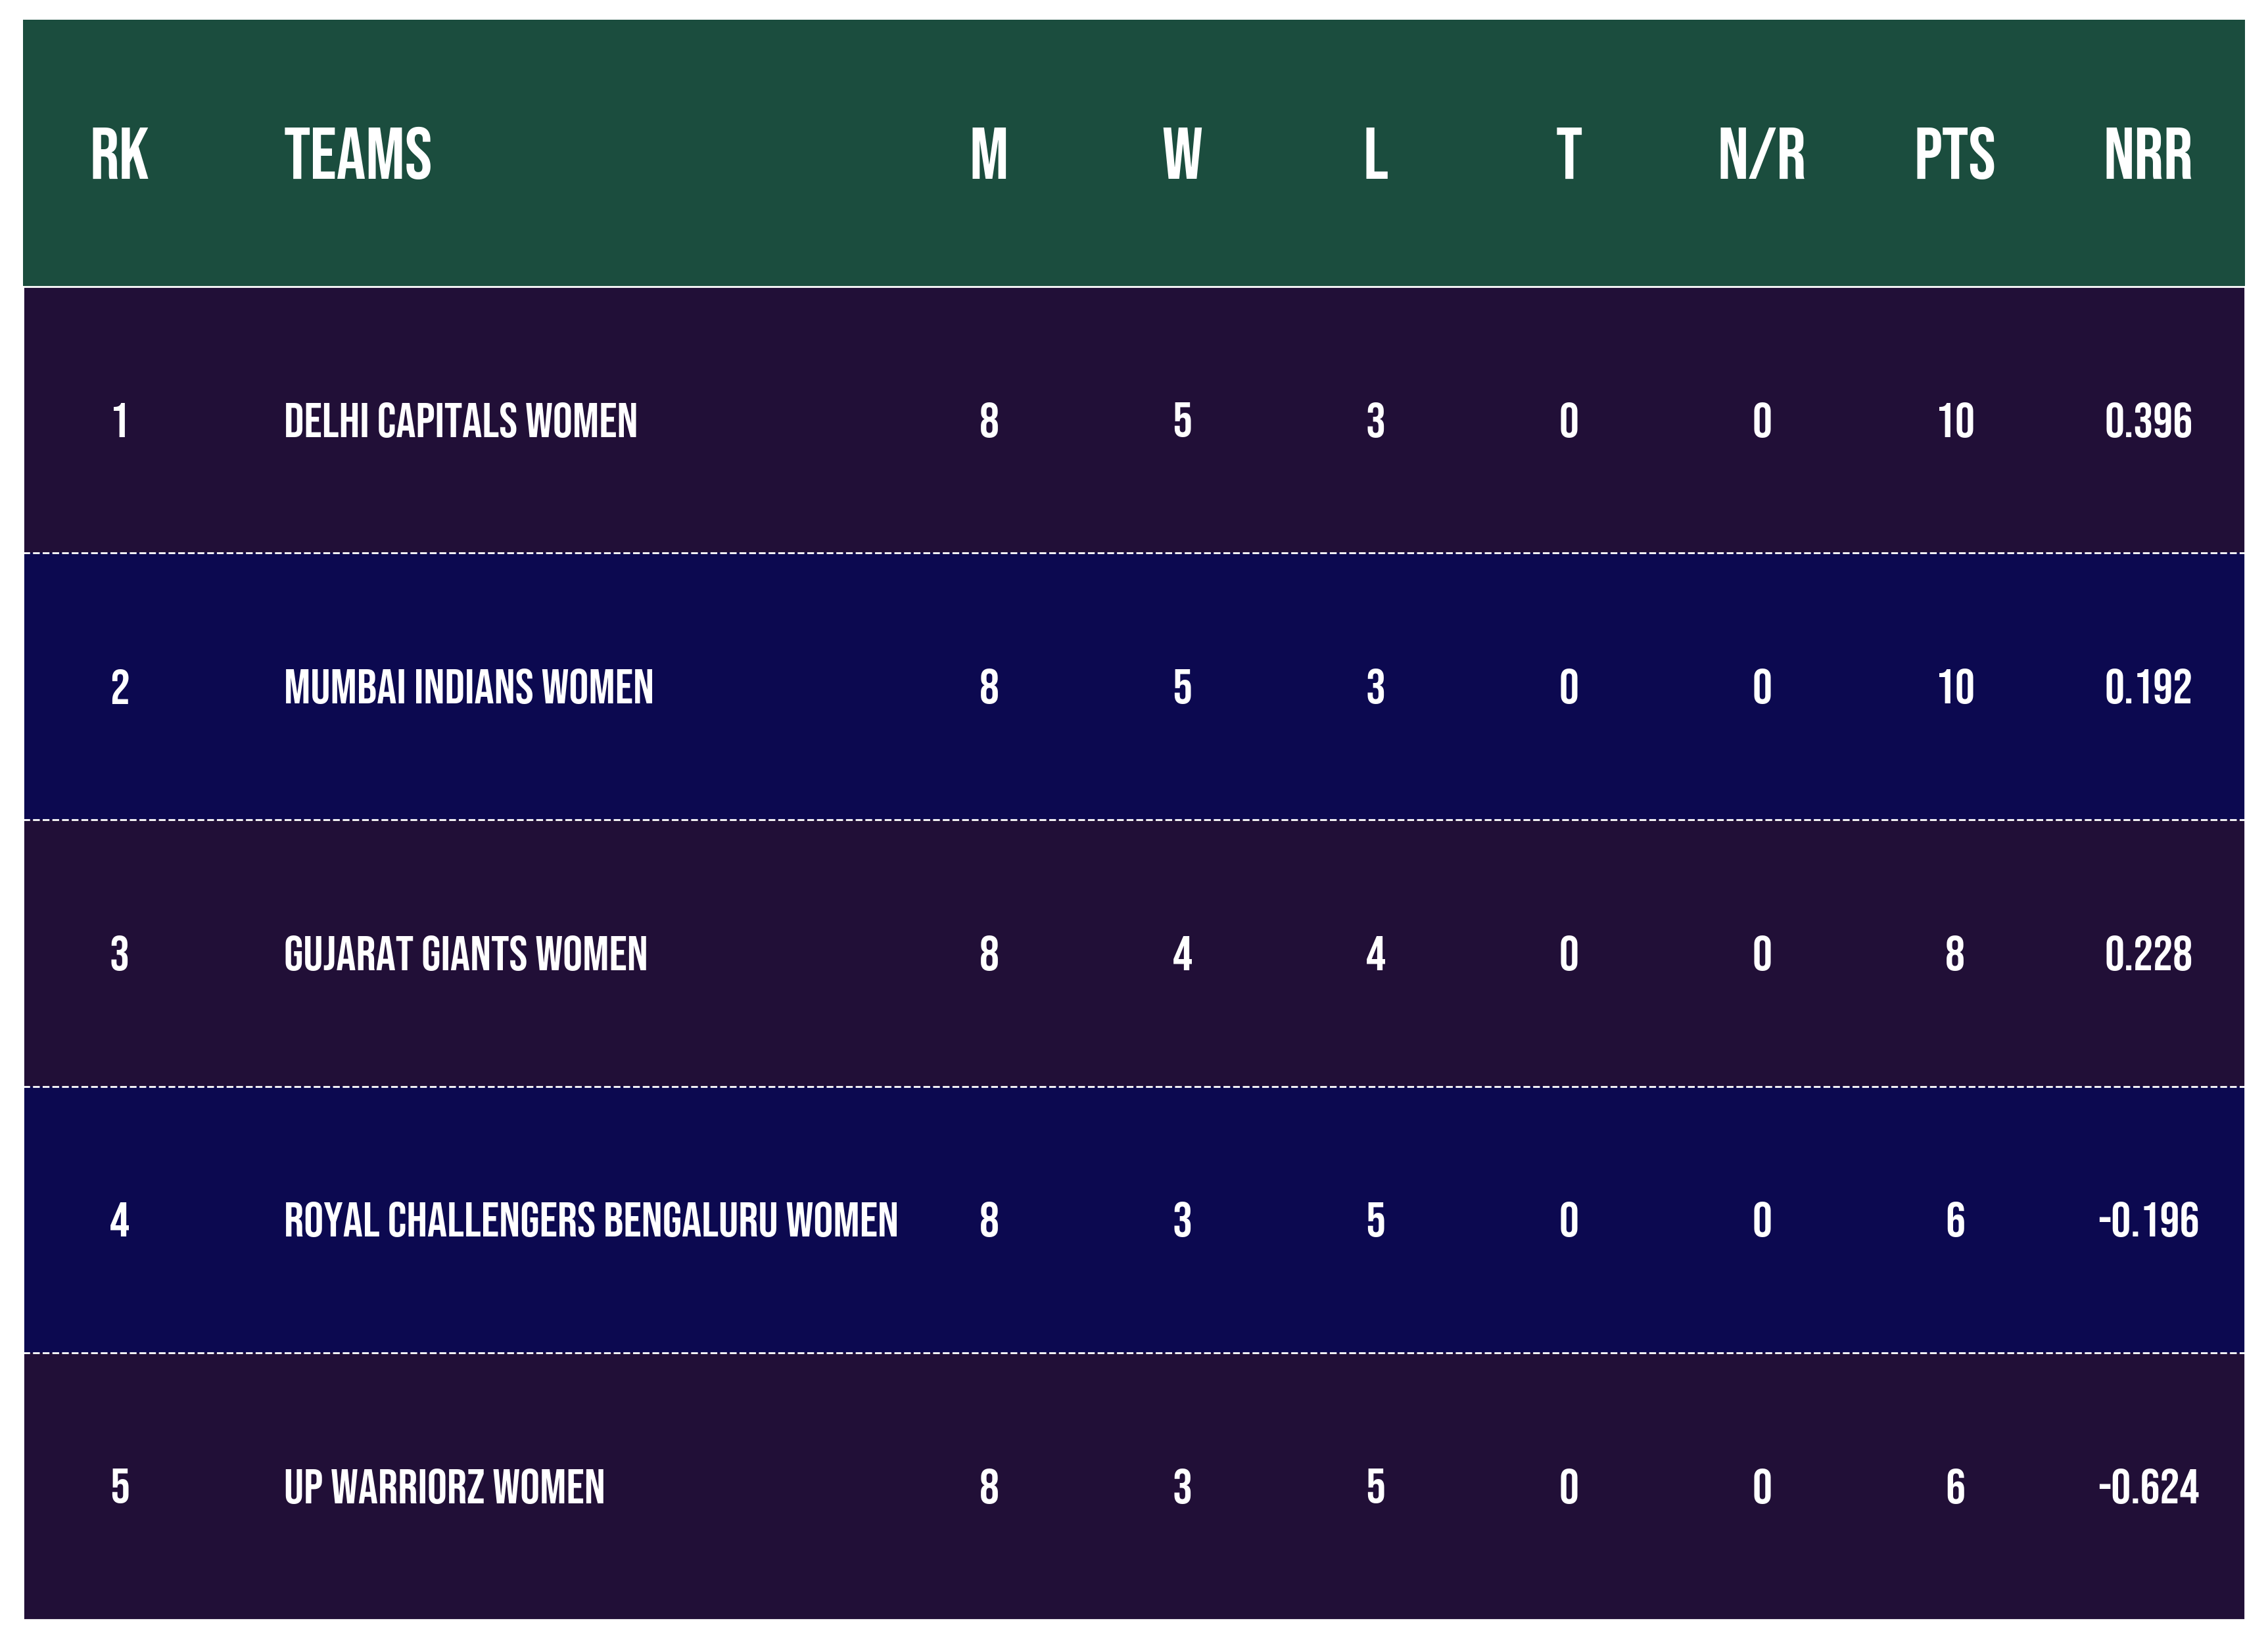 RK TEAMS M W L T N/R PTS NRR
1 DELHI CAPITALS WOMEN 8 5 3 0 0 10 0.396
2 MUMBAI INDIANS WOMEN 8 5 3 0 0 10 0.192
3 GUJARAT GIANTS WOMEN 8 4 4 0 0 8 0.228
4 ROYAL CHALLENGERS BENGALURU WOMEN 8 3 5 0 0 6 -0.196
5 UP WARRIORZ WOMEN 8 3 5 0 0 6 -0.624